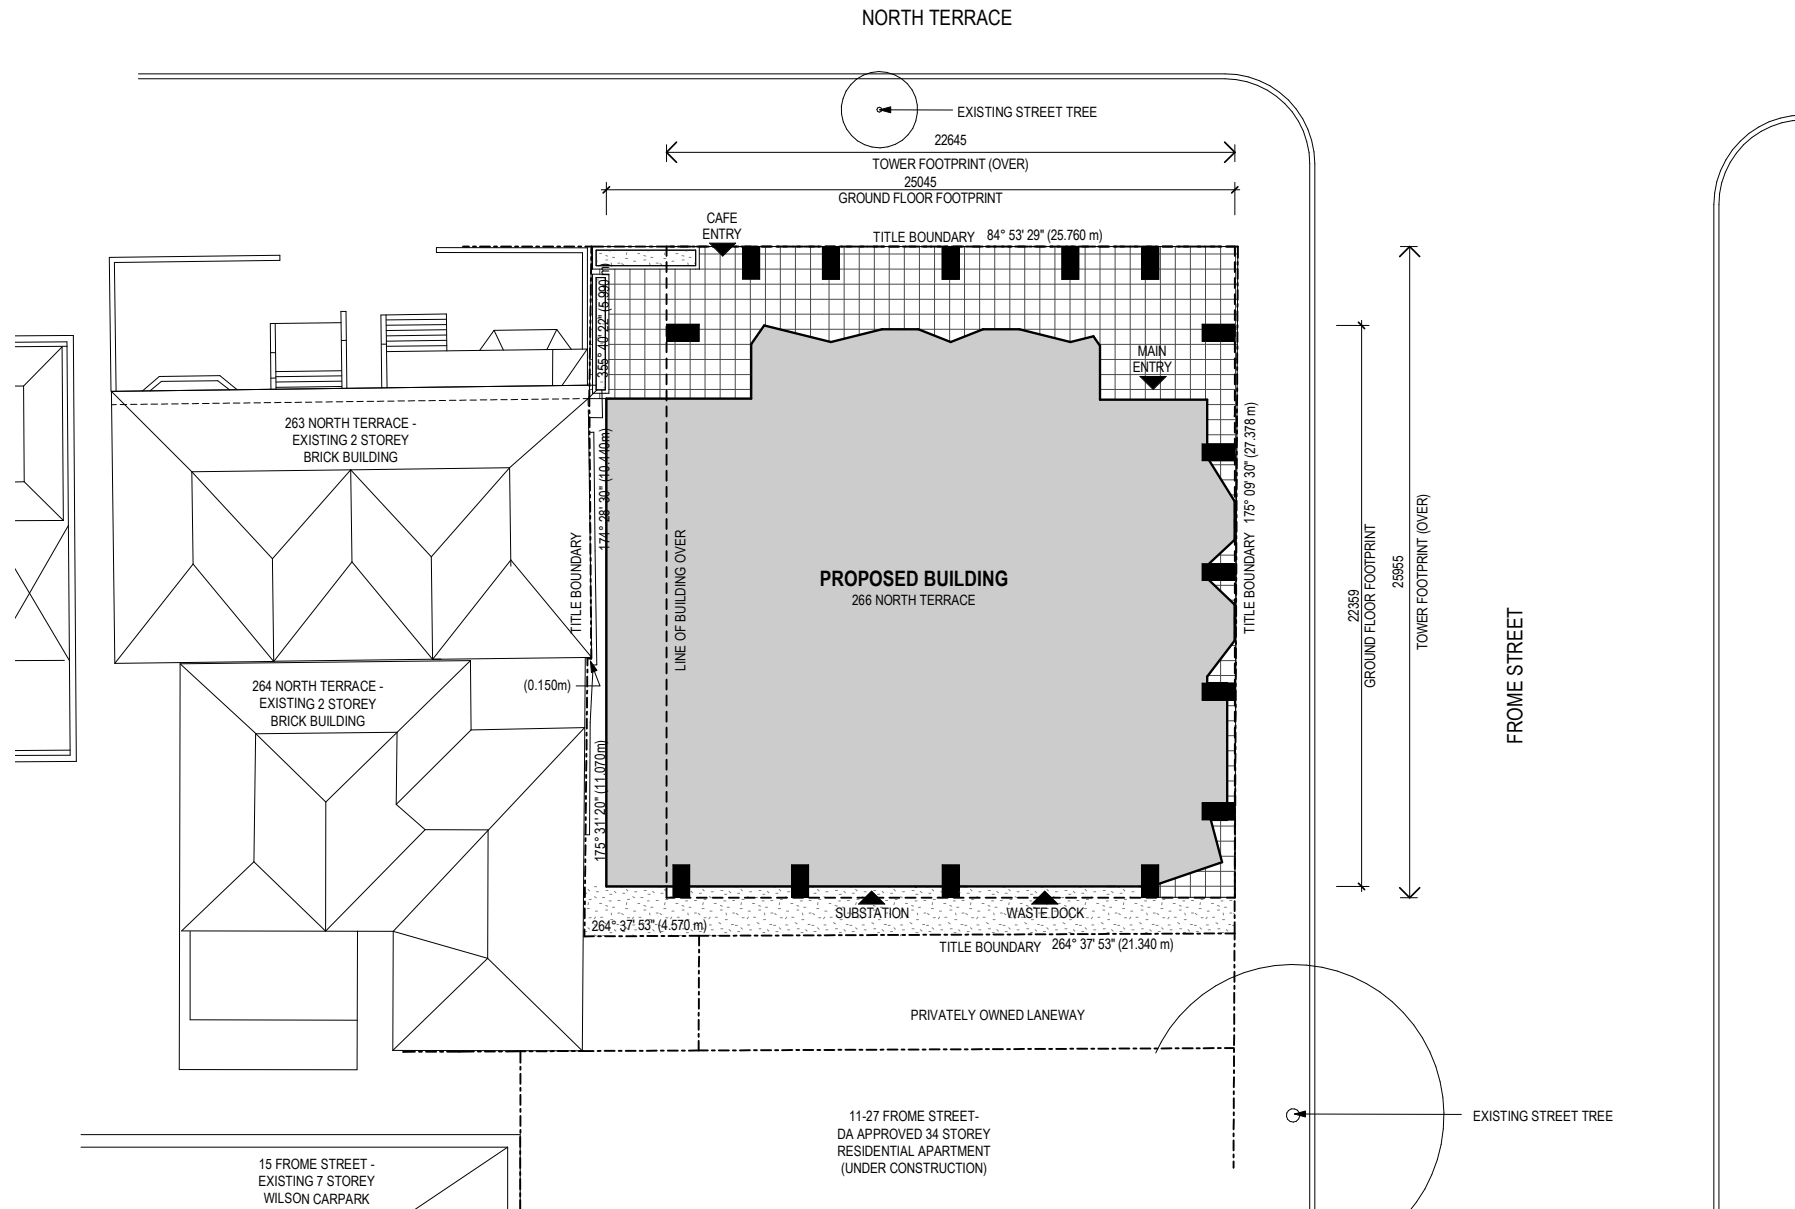 NORTH TERRACE
EXISTING STREET TREE
22645
TOWER FOOTPRINT (OVER)
25045
GROUND FLOOR FOOTPRINT
CAFE
ENTRY
TITLE BOUNDARY 84° 53' 29" (25.760 m)
355° 40' 22" (5.990 m)
MAIN
ENTRY
263 NORTH TERRACE -
EXISTING 2 STOREY
BRICK BUILDING
174° 28' 30" (10.440m)
TITLE BOUNDARY
LINE OF BUILDING OVER
PROPOSED BUILDING
266 NORTH TERRACE
TITLE BOUNDARY 175° 09' 30" (27.378 m)
22359
GROUND FLOOR FOOTPRINT
25955
TOWER FOOTPRINT (OVER)
FROME STREET
264 NORTH TERRACE -
EXISTING 2 STOREY
BRICK BUILDING
(0.150m)
175° 31' 20" (11.070m)
SUBSTATION
WASTE DOCK
264° 37' 53" (4.570 m)
TITLE BOUNDARY 264° 37' 53" (21.340 m)
PRIVATELY OWNED LANEWAY
11-27 FROME STREET-
DA APPROVED 34 STOREY
RESIDENTIAL APARTMENT
(UNDER CONSTRUCTION)
EXISTING STREET TREE
15 FROME STREET -
EXISTING 7 STOREY
WILSON CARPARK